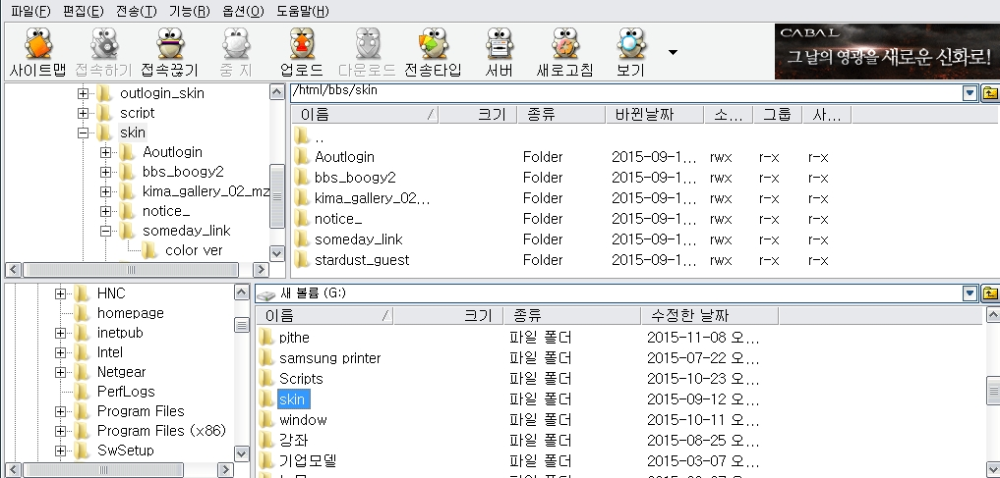 파일(F) 편집(E) 전송(T) 기능(R) 옵션(O) 도움말(H)
사이트맵 접속하기 접속끊기 중 지 업로드 다운로드 전송타입 서버 새로고침 보기
CABAL
그날의 영광을 새로운 신화로!
outlogin_skin
script
skin
Aoutlogin
bbs_boogy2
kima_gallery_02_mz
notice_
someday_link
color ver
/html/bbs/skin
이름 크기 종류 바뀐날짜 소... 그룹 사...
..
Aoutlogin Folder 2015-09-1... rwx r-x r-x
bbs_boogy2 Folder 2015-09-1... rwx r-x r-x
kima_gallery_02... Folder 2015-09-1... rwx r-x r-x
notice_ Folder 2015-09-1... rwx r-x r-x
someday_link Folder 2015-09-1... rwx r-x r-x
stardust_guest Folder 2015-09-1... rwx r-x r-x
HNC
homepage
inetpub
Intel
Netgear
PerfLogs
Program Files
Program Files (x86)
SwSetup
새 볼륨 (G:)
이름 크기 종류 수정한 날짜
pjthe 파일 폴더 2015-11-08 오...
samsung printer 파일 폴더 2015-07-22 오...
Scripts 파일 폴더 2015-10-23 오...
skin 파일 폴더 2015-09-12 오...
window 파일 폴더 2015-10-11 오...
강좌 파일 폴더 2015-08-25 오...
기업모델 파일 폴더 2015-03-07 오...